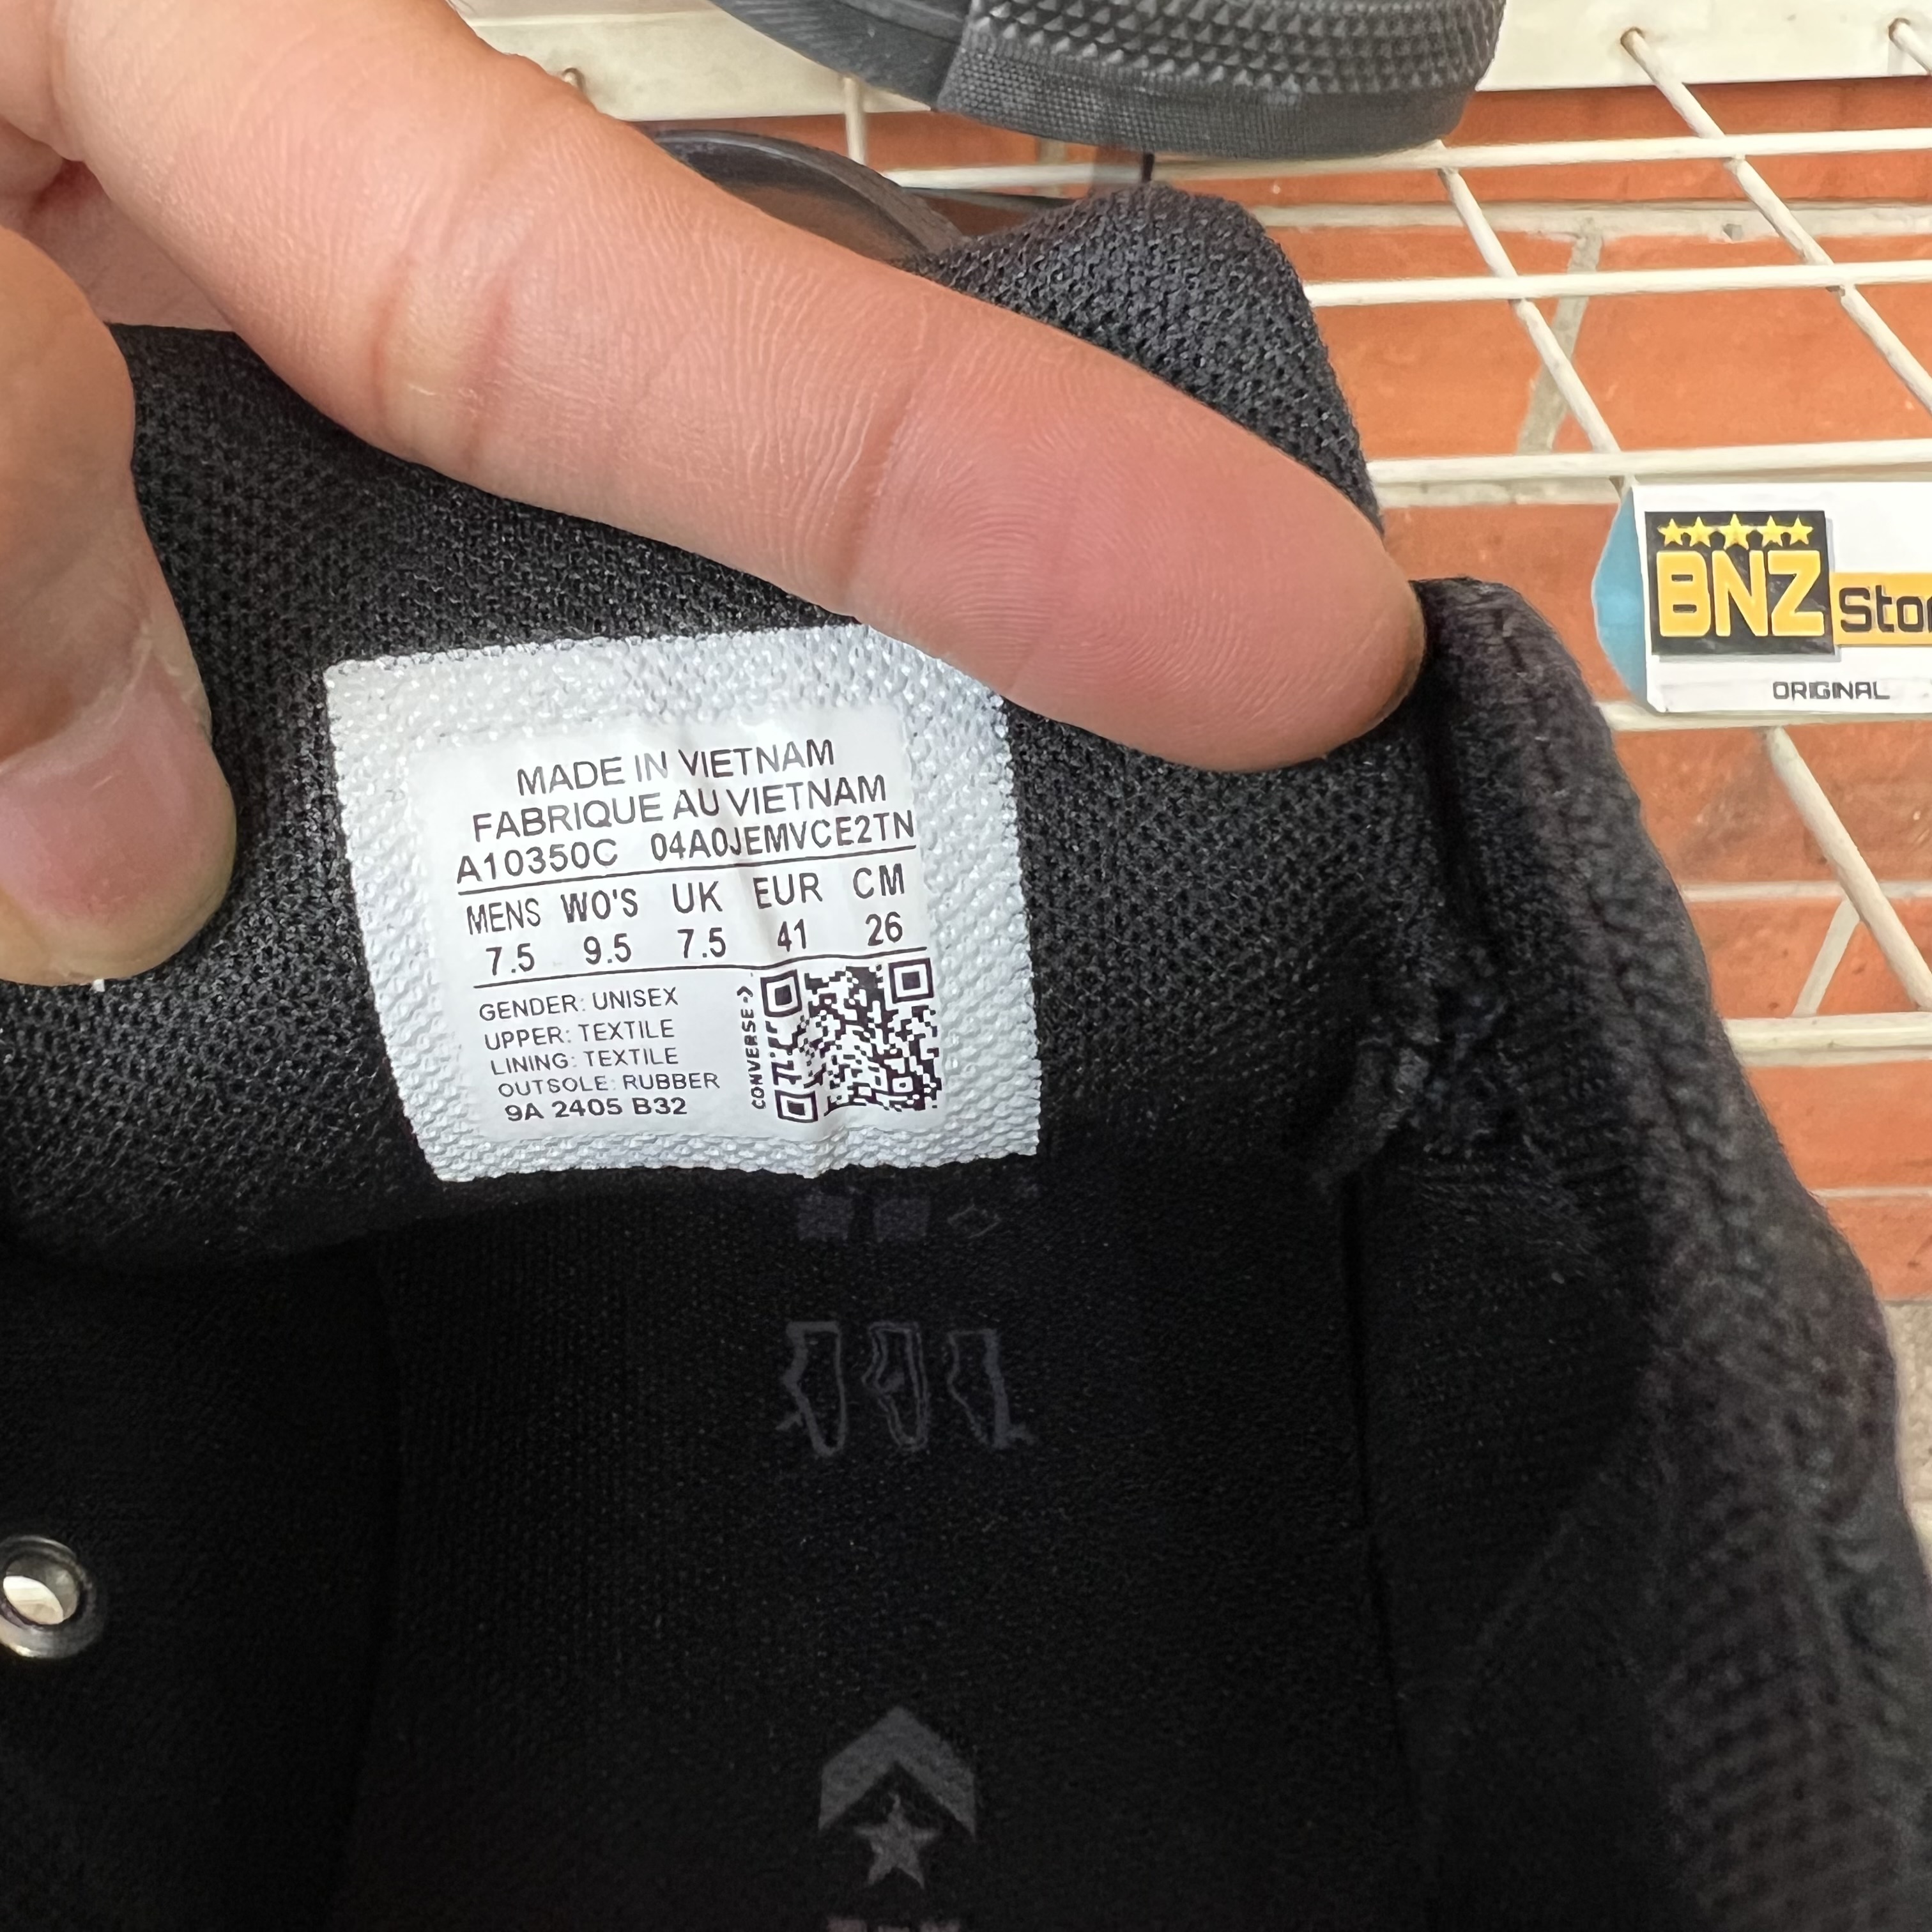 MADE IN VIETNAM
FABRIQUE AU VIETNAM
A10350C 04A0JEMVCE2TN
MENS WO'S UK EUR CM
7.5 9.5 7.5 41 26
GENDER: UNISEX
UPPER: TEXTILE
LINING: TEXTILE
OUTSOLE: RUBBER
9A 2405 B32
CONVERSE
BNZ
ORIGINAL